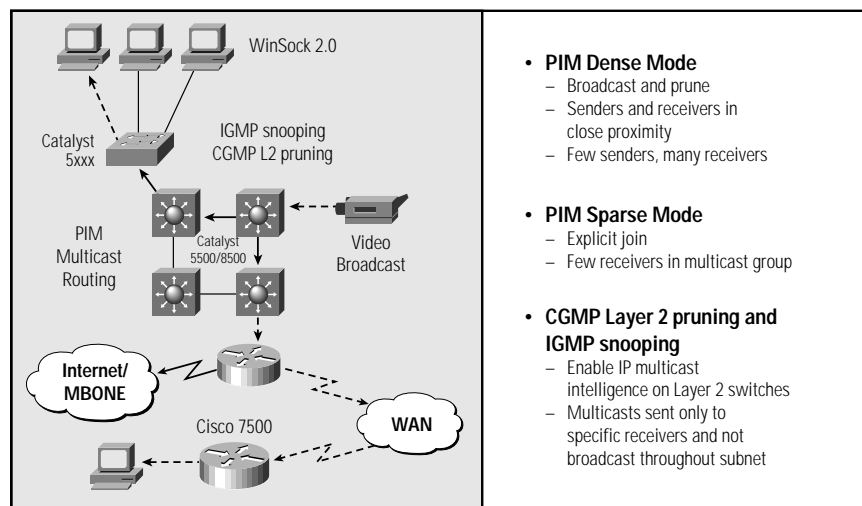 WinSock 2.0
Catalyst
5xxx
IGMP snooping
CGMP L2 pruning
PIM
Multicast
Routing
Catalyst
5500/8500
Video
Broadcast
Internet/
MBONE
WAN
Cisco 7500
• PIM Dense Mode
– Broadcast and prune
– Senders and receivers in
close proximity
– Few senders, many receivers
• PIM Sparse Mode
– Explicit join
– Few receivers in multicast group
• CGMP Layer 2 pruning and
IGMP snooping
– Enable IP multicast
intelligence on Layer 2 switches
– Multicasts sent only to
specific receivers and not
broadcast throughout subnet